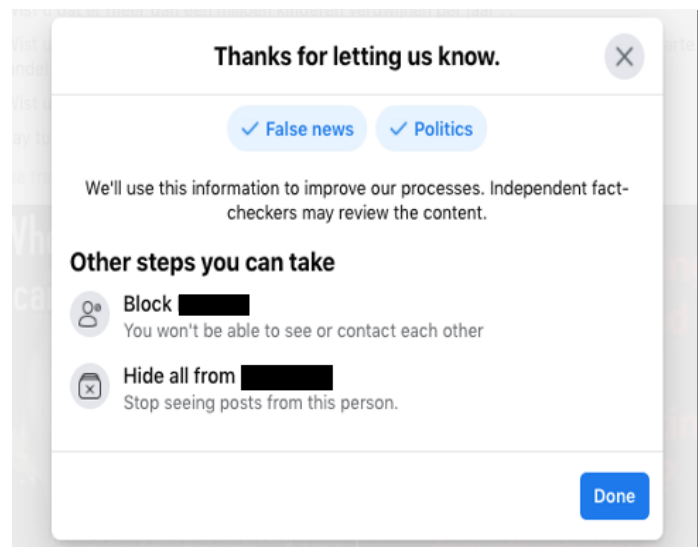 Thanks for letting us know.
False news
Politics
We'll use this information to improve our processes. Independent fact-
checkers may review the content.
Other steps you can take
Block
You won't be able to see or contact each other
Hide all from
Stop seeing posts from this person.
Done